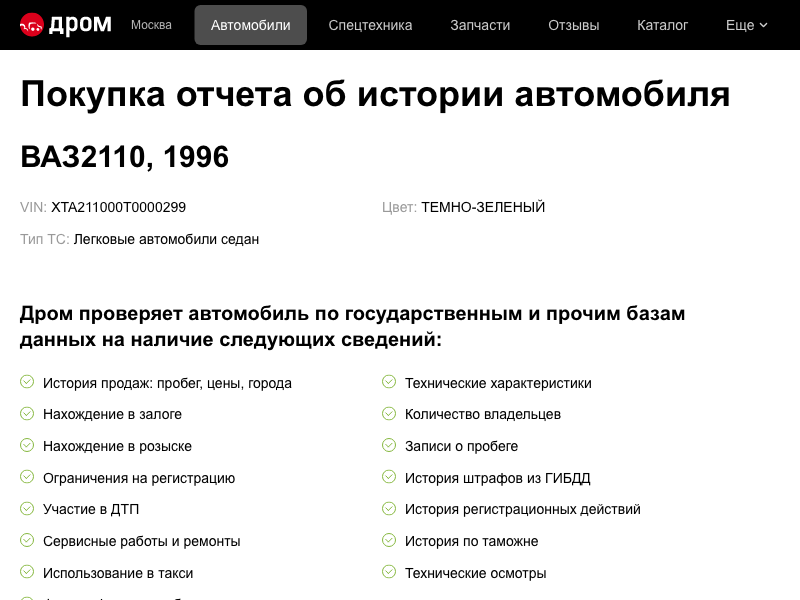 дром Москва Автомобили Спецтехника Запчасти Отзывы Каталог Еще
Покупка отчета об истории автомобиля
ВАЗ2110, 1996
VIN: XTA211000T0000299 Цвет: ТЕМНО-ЗЕЛЕНЫЙ
Тип ТС: Легковые автомобили седан
Дром проверяет автомобиль по государственным и прочим базам
данных на наличие следующих сведений:
История продаж: пробег, цены, города Технические характеристики
Нахождение в залоге Количество владельцев
Нахождение в розыске Записи о пробеге
Ограничения на регистрацию История штрафов из ГИБДД
Участие в ДТП История регистрационных действий
Сервисные работы и ремонты История по таможне
Использование в такси Технические осмотры